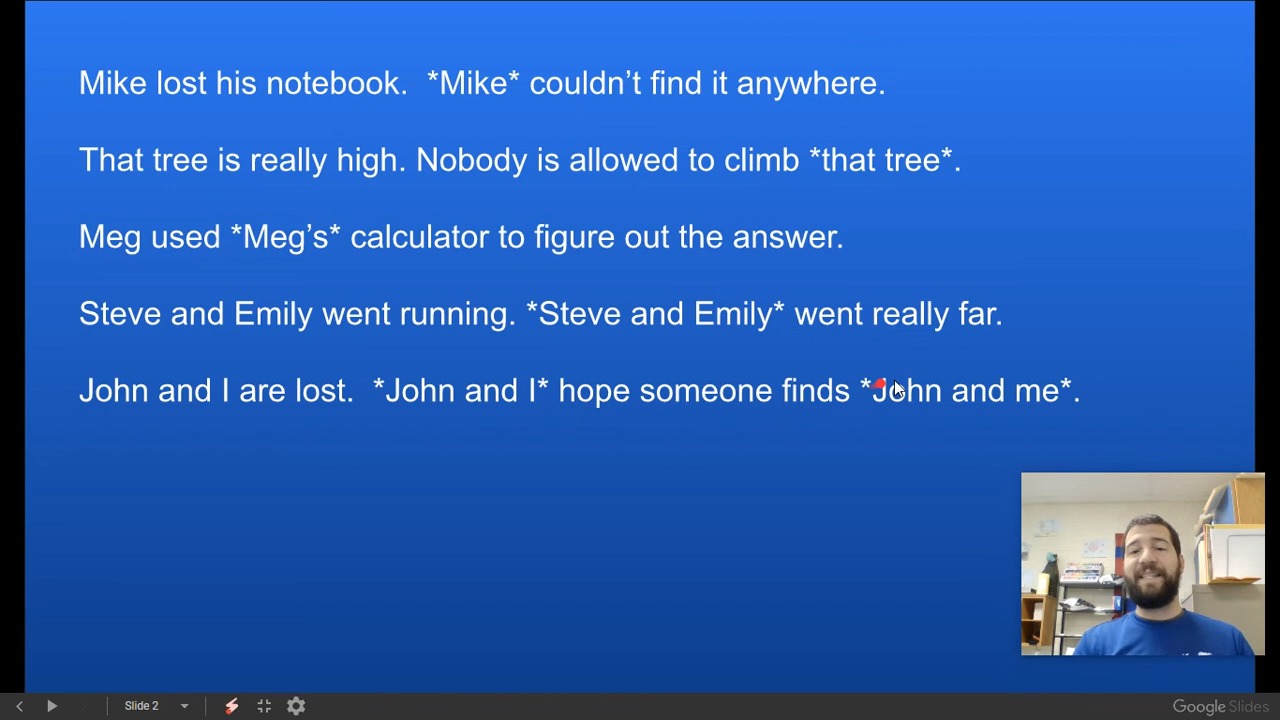 Mike lost his notebook.  *Mike* couldn’t find it anywhere.
That tree is really high. Nobody is allowed to climb *that tree*.
Meg used *Meg’s* calculator to figure out the answer.
Steve and Emily went running. *Steve and Emily* went really far.
John and I are lost.  *John and I* hope someone finds *John and me*.
Slide 2
Google Slides